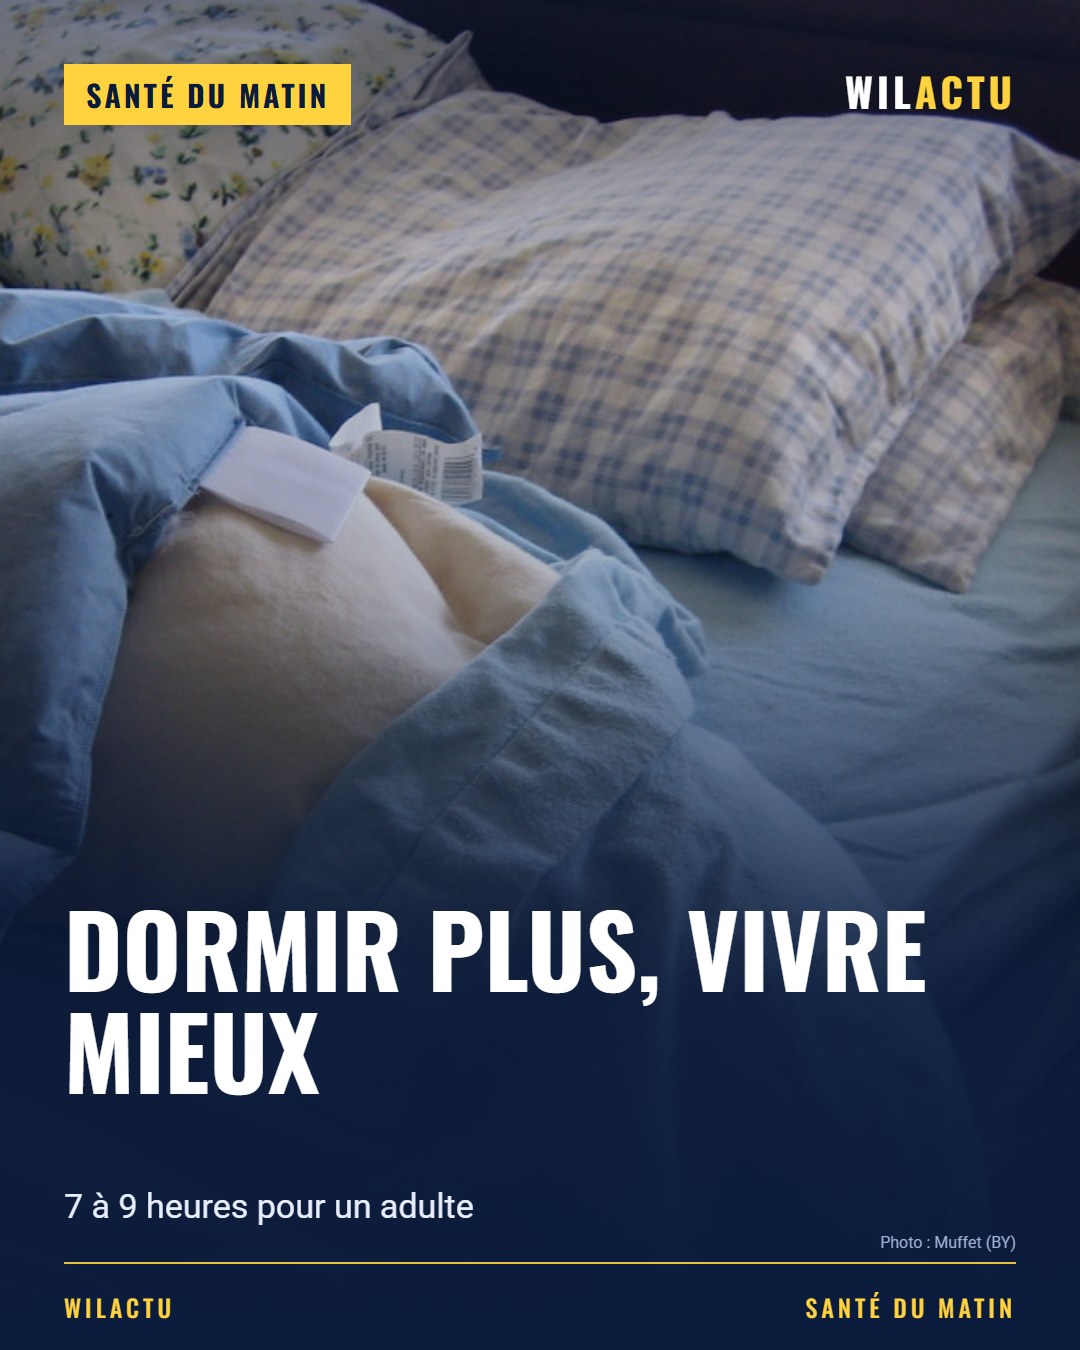 SANTÉ DU MATIN
WILACTU
DORMIR PLUS, VIVRE
MIEUX
7 à 9 heures pour un adulte
Photo : Muffet (BY)
WILACTU
SANTÉ DU MATIN